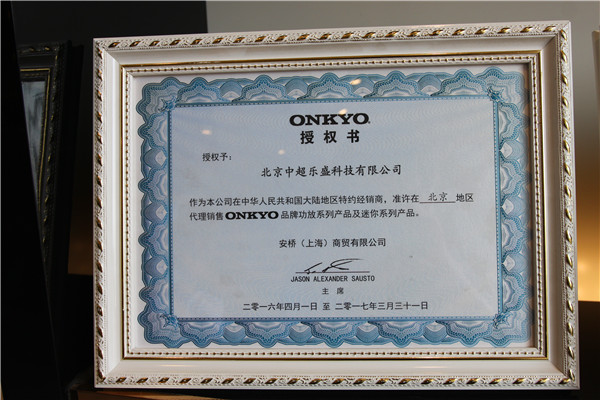 ONKYO
授权书
授权予：
北京中超乐盛科技有限公司
作为本公司在中华人民共和国大陆地区特约经销商，准许在 北京 地区
代理销售ONKYO品牌功放系列产品及迷你系列产品。
安桥（上海）商贸有限公司
JASON ALEXANDER SAUSTO
主 席
二零一六年四月一日 至 二零一七年三月三十一日